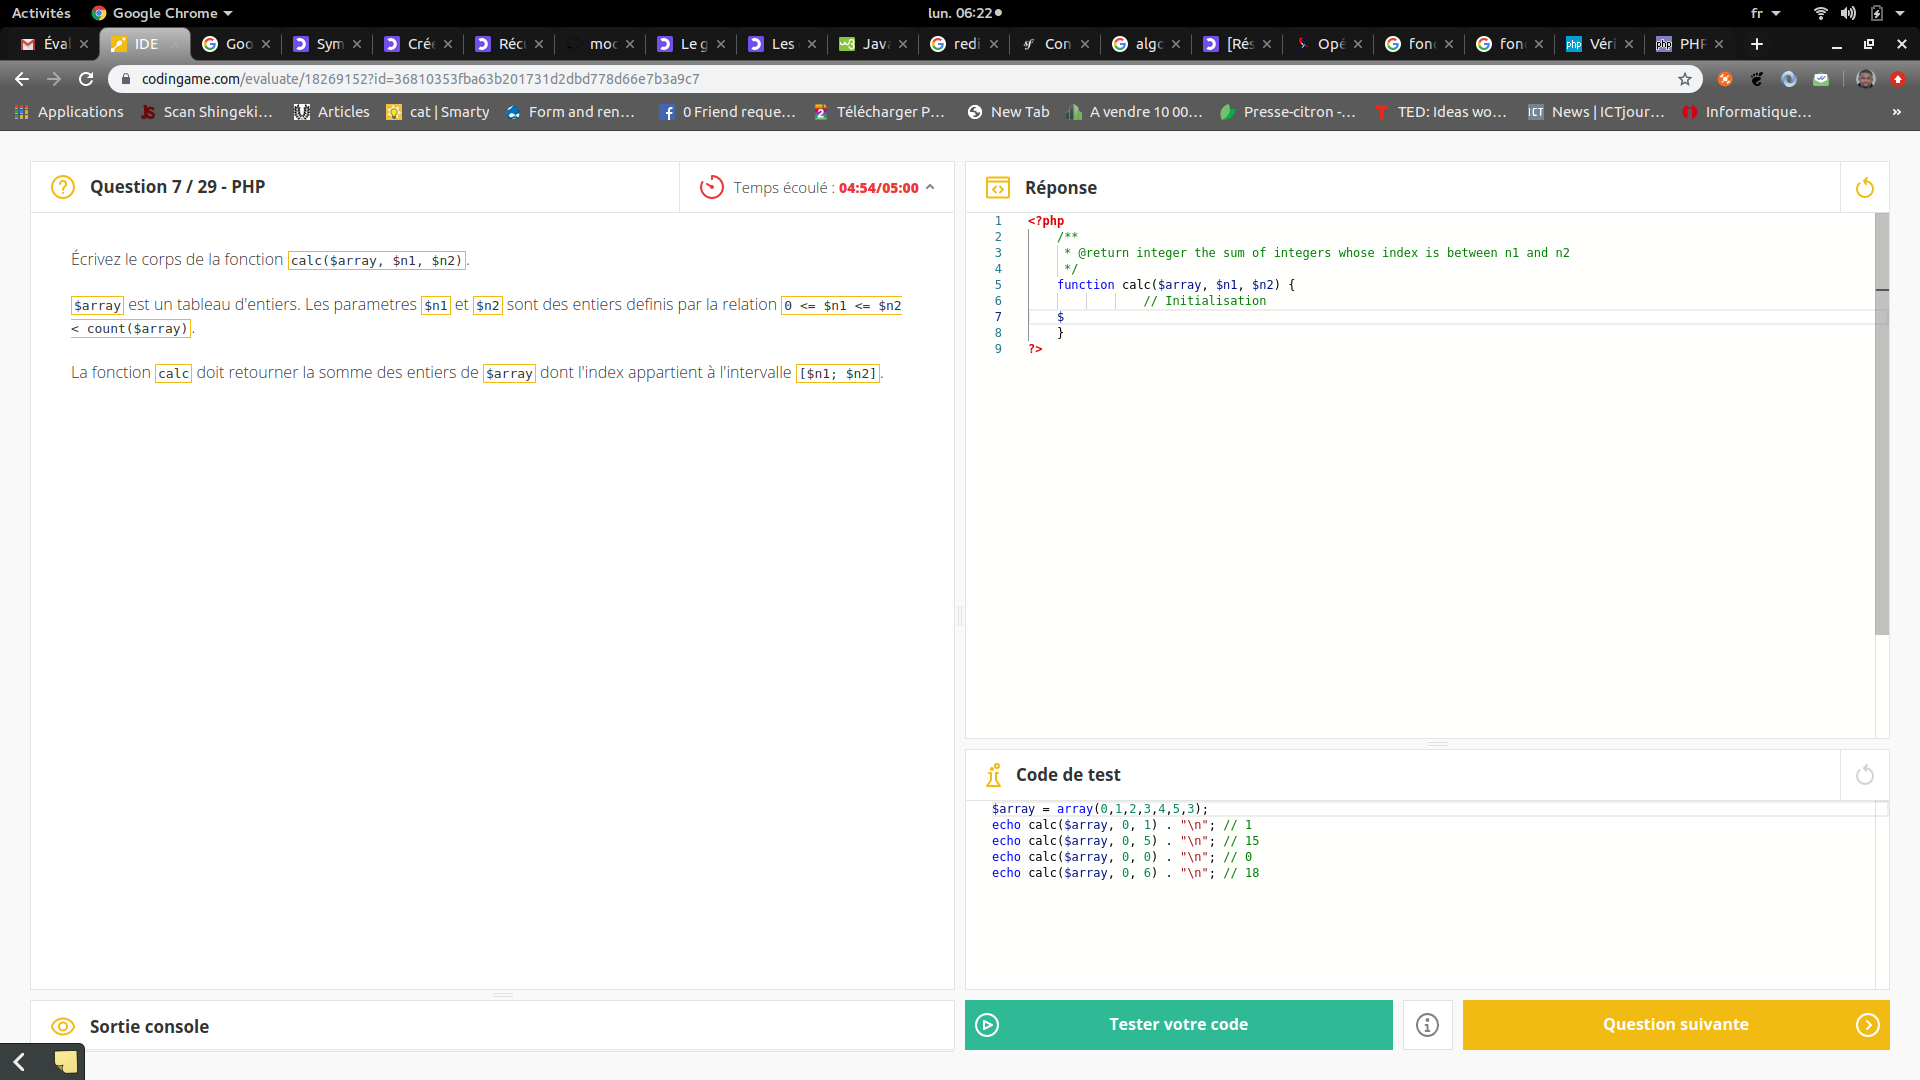 Activités Google Chrome lun. 06:22 fr
Éval IDE Goo Sym Cré Réc moc Le g Les Java redi Con algo [Rés Opé fon fon Véri PHP
codingame.com/evaluate/18269152?id=36810353fba63b201731d2dbd778d66e7b3a9c7
Applications Scan Shingeki... Articles cat | Smarty Form and ren... 0 Friend reque... Télécharger P... New Tab A vendre 10 00... Presse-citron -... TED: Ideas wo... News | ICTjour... Informatique... »
Question 7 / 29 - PHP
Temps écoulé : 04:54/05:00
Écrivez le corps de la fonction calc($array, $n1, $n2).
$array est un tableau d'entiers. Les parametres $n1 et $n2 sont des entiers definis par la relation 0 <= $n1 <= $n2
< count($array).
La fonction calc doit retourner la somme des entiers de $array dont l'index appartient à l'intervalle [$n1; $n2].
Sortie console
Réponse
1 <?php
2 /**
3 * @return integer the sum of integers whose index is between n1 and n2
4 */
5 function calc($array, $n1, $n2) {
6 // Initialisation
7 $
8 }
9 ?>
Code de test
$array = array(0,1,2,3,4,5,3);
echo calc($array, 0, 1) . "\n"; // 1
echo calc($array, 0, 5) . "\n"; // 15
echo calc($array, 0, 0) . "\n"; // 0
echo calc($array, 0, 6) . "\n"; // 18
Tester votre code
Question suivante